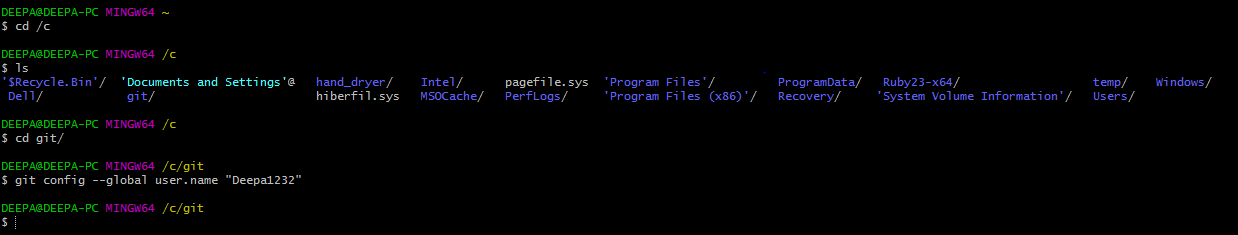 DEEPA@DEEPA-PC MINGW64 ~
$ cd /c
DEEPA@DEEPA-PC MINGW64 /c
$ ls
'$Recycle.Bin'/  'Documents and Settings'@  hand_dryer/  Intel/  pagefile.sys  'Program Files'/  ProgramData/  Ruby23-x64/  temp/  Windows/
Dell/  git/  hiberfil.sys  MSOCache/  PerfLogs/  'Program Files (x86)'/  Recovery/  'System Volume Information'/  Users/
DEEPA@DEEPA-PC MINGW64 /c
$ cd git/
DEEPA@DEEPA-PC MINGW64 /c/git
$ git config --global user.name "Deepa1232"
DEEPA@DEEPA-PC MINGW64 /c/git
$